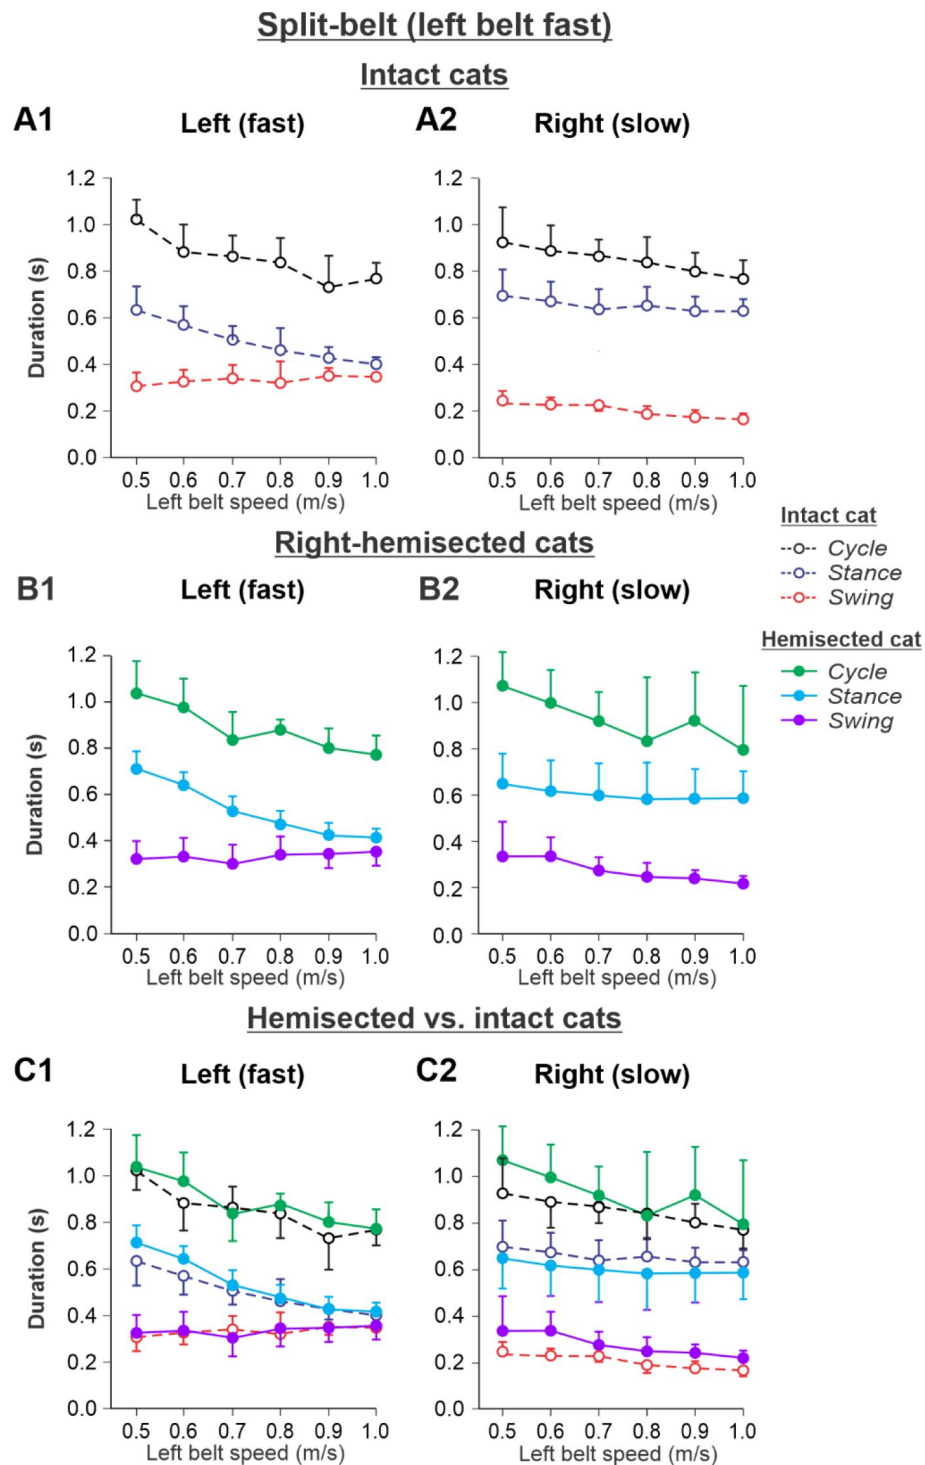 Split-belt (left belt fast)
Intact cats
A1 Left (fast) A2 Right (slow)
1.2 1.2
1.0 1.0
0.8 0.8
Duration (s)
0.6 0.6
0.4 0.4
0.2 0.2
0.0 0.0
0.5 0.6 0.7 0.8 0.9 1.0 0.5 0.6 0.7 0.8 0.9 1.0
Left belt speed (m/s) Left belt speed (m/s)
Intact cat
Cycle
Stance
Swing
Hemisected cat
Cycle
Stance
Swing
Right-hemisected cats
B1 Left (fast) B2 Right (slow)
1.2 1.2
1.0 1.0
0.8 0.8
Duration (s)
0.6 0.6
0.4 0.4
0.2 0.2
0.0 0.0
0.5 0.6 0.7 0.8 0.9 1.0 0.5 0.6 0.7 0.8 0.9 1.0
Left belt speed (m/s) Left belt speed (m/s)
Hemisected vs. intact cats
C1 Left (fast) C2 Right (slow)
1.2 1.2
1.0 1.0
0.8 0.8
Duration (s)
0.6 0.6
0.4 0.4
0.2 0.2
0.0 0.0
0.5 0.6 0.7 0.8 0.9 1.0 0.5 0.6 0.7 0.8 0.9 1.0
Left belt speed (m/s) Left belt speed (m/s)